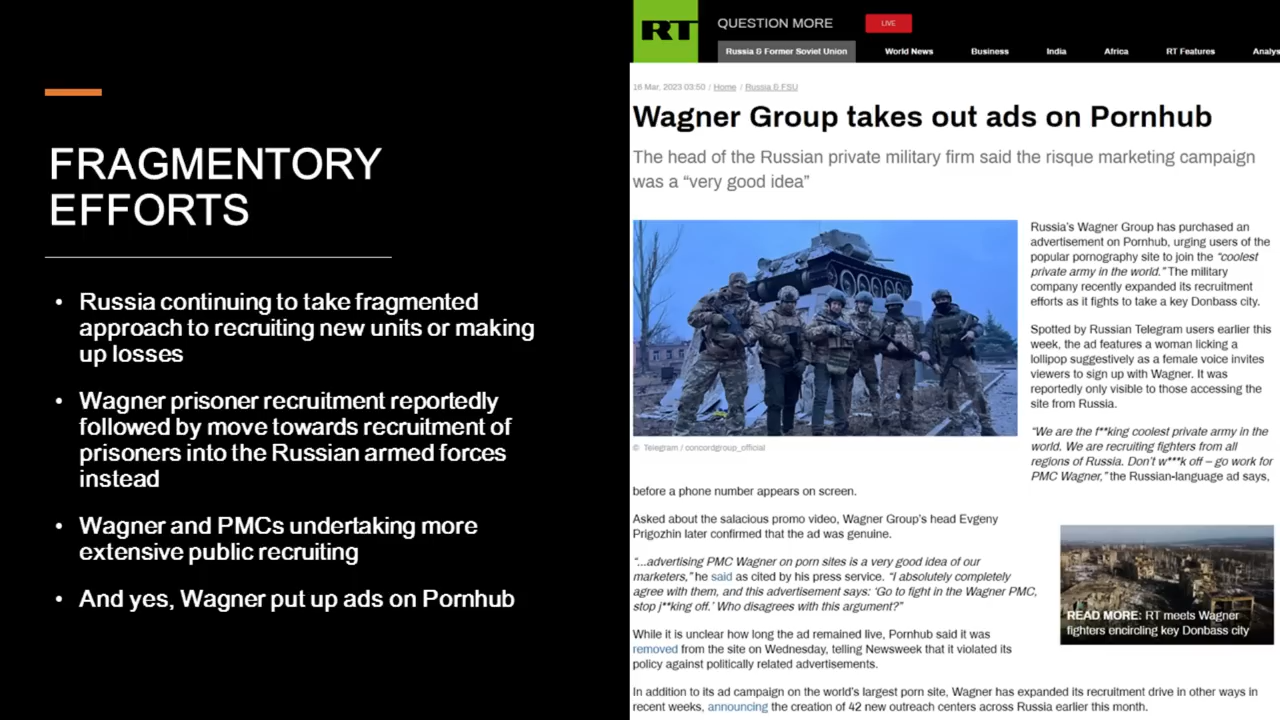 FRAGMENTORY
EFFORTS
• Russia continuing to take fragmented
approach to recruiting new units or making
up losses
• Wagner prisoner recruitment reportedly
followed by move towards recruitment of
prisoners into the Russian armed forces
instead
• Wagner and PMCs undertaking more
extensive public recruiting
• And yes, Wagner put up ads on Pornhub
RT
QUESTION MORE
LIVE
Russia & Former Soviet Union World News Business India Africa RT Features Analys
16 Mar, 2023 03:50 / Home / Russia & FSU
Wagner Group takes out ads on Pornhub
The head of the Russian private military firm said the risque marketing campaign
was a “very good idea”
Russia’s Wagner Group has purchased an
advertisement on Pornhub, urging users of the
popular pornography site to join the “coolest
private army in the world.” The military
company recently expanded its recruitment
efforts as it fights to take a key Donbass city.
Spotted by Russian Telegram users earlier this
week, the ad features a woman licking a
lollipop suggestively as a female voice invites
viewers to sign up with Wagner. It was
reportedly only visible to those accessing the
site from Russia.
“We are the f**king coolest private army in the
world. We are recruiting fighters from all
regions of Russia. Don’t w***k off – go work for
PMC Wagner,” the Russian-language ad says,
© Telegram / concordgroup_official
before a phone number appears on screen.
Asked about the salacious promo video, Wagner Group’s head Evgeny
Prigozhin later confirmed that the ad was genuine.
“...advertising PMC Wagner on porn sites is a very good idea of our
marketers,” he said as cited by his press service. “I absolutely completely
agree with them, and this advertisement says: ‘Go to fight in the Wagner PMC,
stop j**king off.’ Who disagrees with this argument?”
READ MORE: RT meets Wagner
fighters encircling key Donbass city
While it is unclear how long the ad remained live, Pornhub said it was
removed from the site on Wednesday, telling Newsweek that it violated its
policy against politically related advertisements.
In addition to its ad campaign on the world’s largest porn site, Wagner has expanded its recruitment drive in other ways in
recent weeks, announcing the creation of 42 new outreach centers across Russia earlier this month.